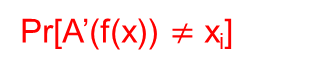 Pr[A’(f(x)) ≠ xᵢ]